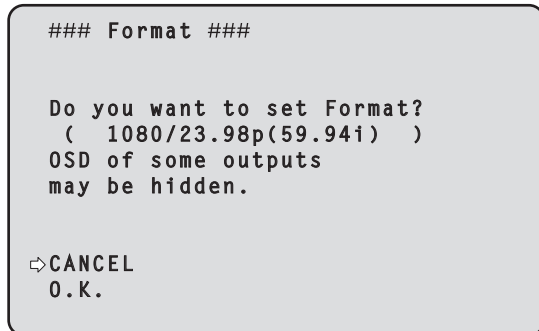 ### Format ###
Do you want to set Format?
( 1080/23.98p(59.94i) )
OSD of some outputs
may be hidden.
⇨CANCEL
O.K.